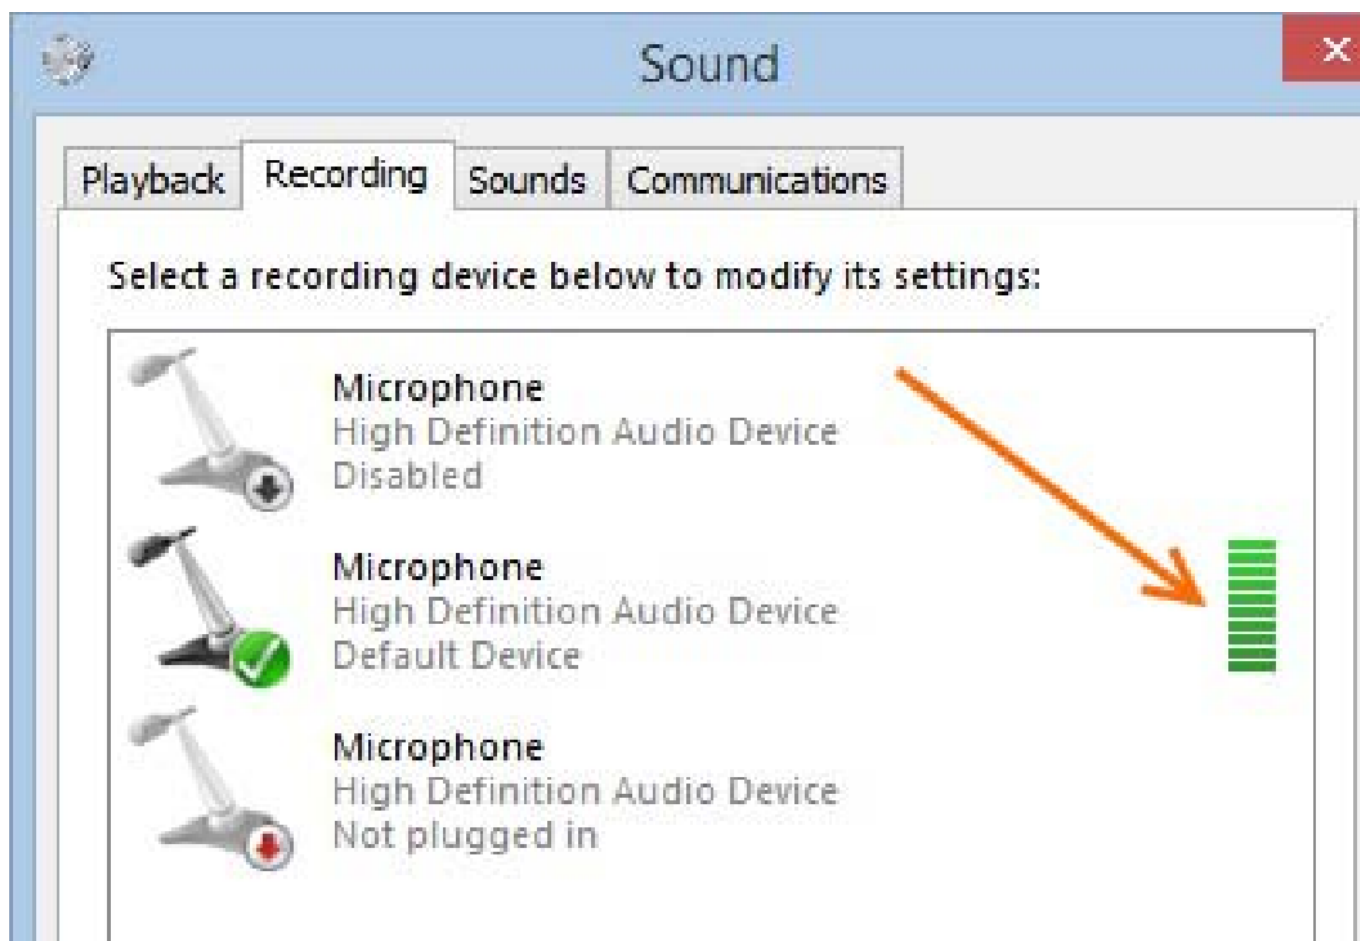 Sound
Playback Recording Sounds Communications
Select a recording device below to modify its settings:
Microphone
High Definition Audio Device
Disabled
Microphone
High Definition Audio Device
Default Device
Microphone
High Definition Audio Device
Not plugged in